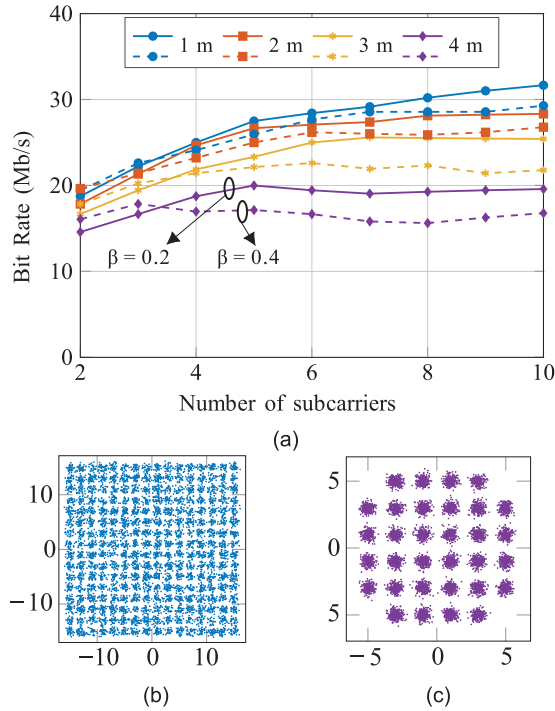 40
30
20
10
0
Bit Rate (Mb/s)
1 m 2 m 3 m 4 m
β = 0.2 β = 0.4
2 4 6 8 10
Number of subcarriers
(a)
10
0
−10
−10 0 10
(b)
5
0
5
−5 0 5
(c)